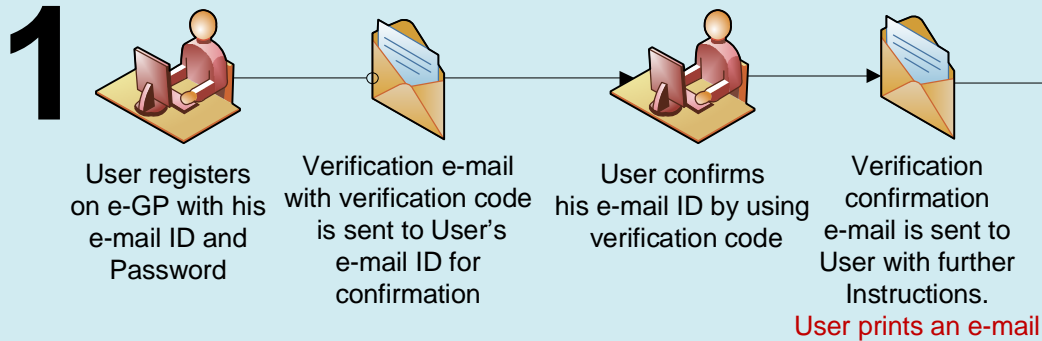 1
User registers
on e-GP with his
e-mail ID and
Password
Verification e-mail
with verification code
is sent to User's
e-mail ID for
confirmation
User confirms
his e-mail ID by using
verification code
Verification
confirmation
e-mail is sent to
User with further
Instructions.
User prints an e-mail